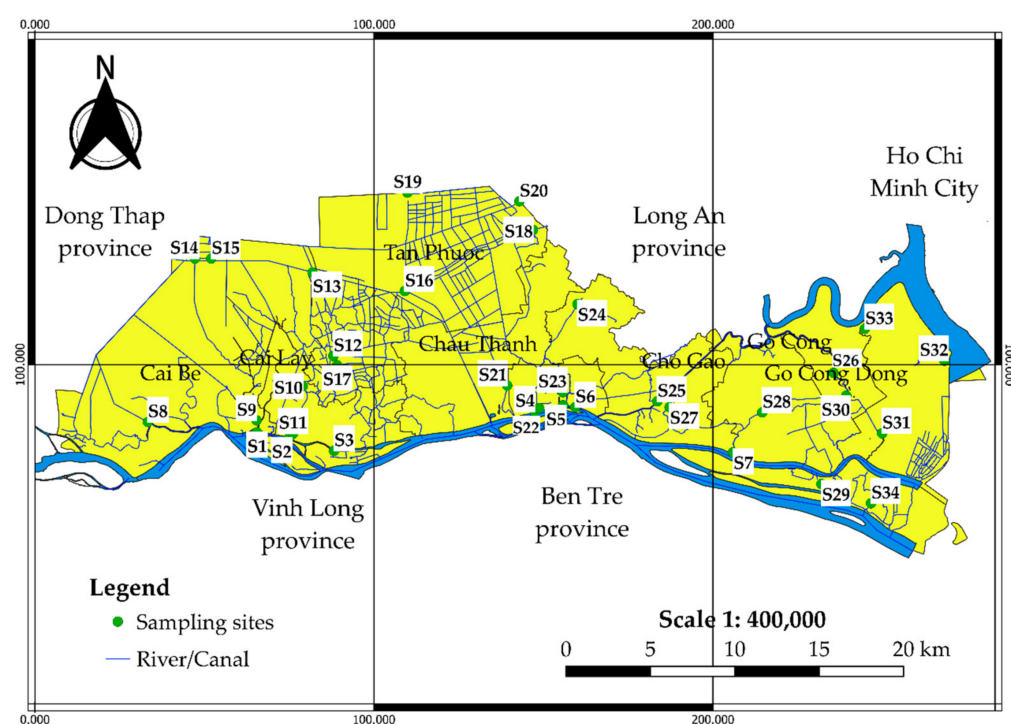 0.000
100.000
200.000
N
Ho Chi
Minh City
Dong Thap
province
Long An
province
S19
S20
S14
S15
S18
Tan Phuoc
S13
S16
S24
S33
S12
Chau Thanh
Go Cong
S32
Cai Lay
Cho Gao
S26
100.000
100.000
Cai Be
S10
S17
S21
S23
Go Cong Dong
S8
S9
S11
S4
S6
S25
S28
S30
S1
S2
S3
S22
S5
S27
S31
S7
S29
S34
Vinh Long
province
Ben Tre
province
Legend
Sampling sites
River/Canal
Scale 1: 400,000
0
5
10
15
20 km
0.000
100.000
200.000